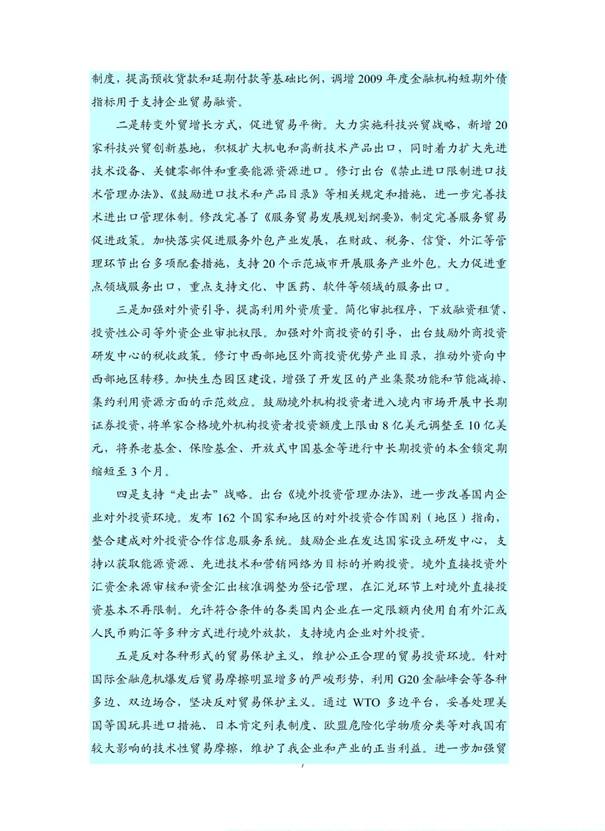 制度，提高预收货款和延期付款等基础比例，调增 2009 年度金融机构短期外债
指标用于支持企业贸易融资。
二是转变外贸增长方式，促进贸易平衡。大力实施科技兴贸战略，新增 20
家科技兴贸创新基地，积极扩大机电和高新技术产品出口，同时着力扩大先进
技术设备、关键零部件和重要能源资源进口。修订出台《禁止进口限制进口技
术管理办法》、《鼓励进口技术和产品目录》等相关规定和措施，进一步完善技
术进出口管理体制。修改完善了《服务贸易发展规划纲要》，制定完善服务贸易
促进政策。加快落实促进服务外包产业发展，在财政、税务、信贷、外汇等管
理环节出台多项配套措施，支持 20 个示范城市开展服务产业外包。大力促进重
点领域服务出口，重点支持文化、中医药、软件等领域的服务出口。
三是加强对外资引导，提高利用外资质量。简化审批程序，下放融资租赁、
投资性公司等外资企业审批权限。加强对外商投资的引导，出台鼓励外商投资
研发中心的税收政策。修订中西部地区外商投资优势产业目录，推动外资向中
西部地区转移。加快生态园区建设，增强了开发区的产业集聚功能和节能减排、
集约利用资源方面的示范效应。鼓励境外机构投资者进入境内市场开展中长期
证券投资，将单家合格境外机构投资者投资额度上限由 8 亿美元调整至 10 亿美
元，将养老基金、保险基金、开放式中国基金等进行中长期投资的本金锁定期
缩短至 3 个月。
四是支持“走出去”战略。出台《境外投资管理办法》，进一步改善国内企
业对外投资环境。发布 162 个国家和地区的对外投资合作国别（地区）指南，
整合建成对外投资合作信息服务系统。鼓励企业在发达国家设立研发中心，支
持以获取能源资源、先进技术和营销网络为目标的并购投资。境外直接投资外
汇资金来源审核和资金汇出核准调整为登记管理，在汇兑环节上对境外直接投
资基本不再限制。允许符合条件的各类国内企业在一定限额内使用自有外汇或
人民币购汇等多种方式进行境外放款，支持境内企业对外投资。
五是反对各种形式的贸易保护主义，维护公正合理的贸易投资环境。针对
国际金融危机爆发后贸易摩擦明显增多的严峻形势，利用 G20 金融峰会等各种
多边、双边场合，坚决反对贸易保护主义。通过 WTO 多边平台，妥善处理美
国等国玩具进口措施、日本肯定列表制度、欧盟危险化学物质分类等对我国有
较大影响的技术性贸易摩擦，维护了我企业和产业的正当利益。进一步加强贸